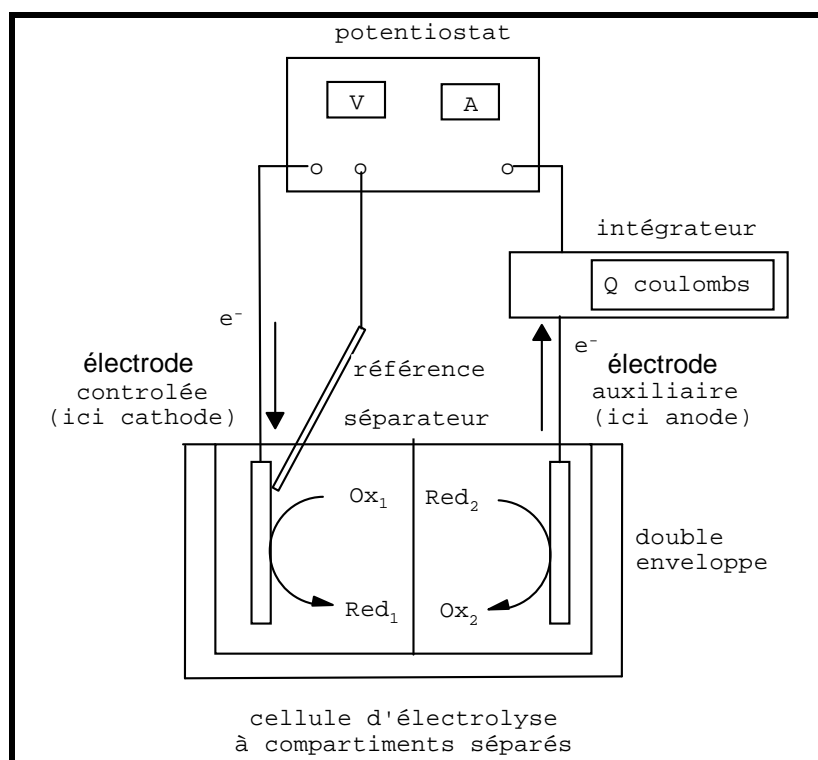 potentiostat
V
A
intégrateur
Q coulombs
e⁻
e⁻
électrode
controlée
(ici cathode)
référence
électrode
auxiliaire
(ici anode)
séparateur
Ox₁
Red₂
double
enveloppe
Red₁
Ox₂
cellule d'électrolyse
à compartiments séparés